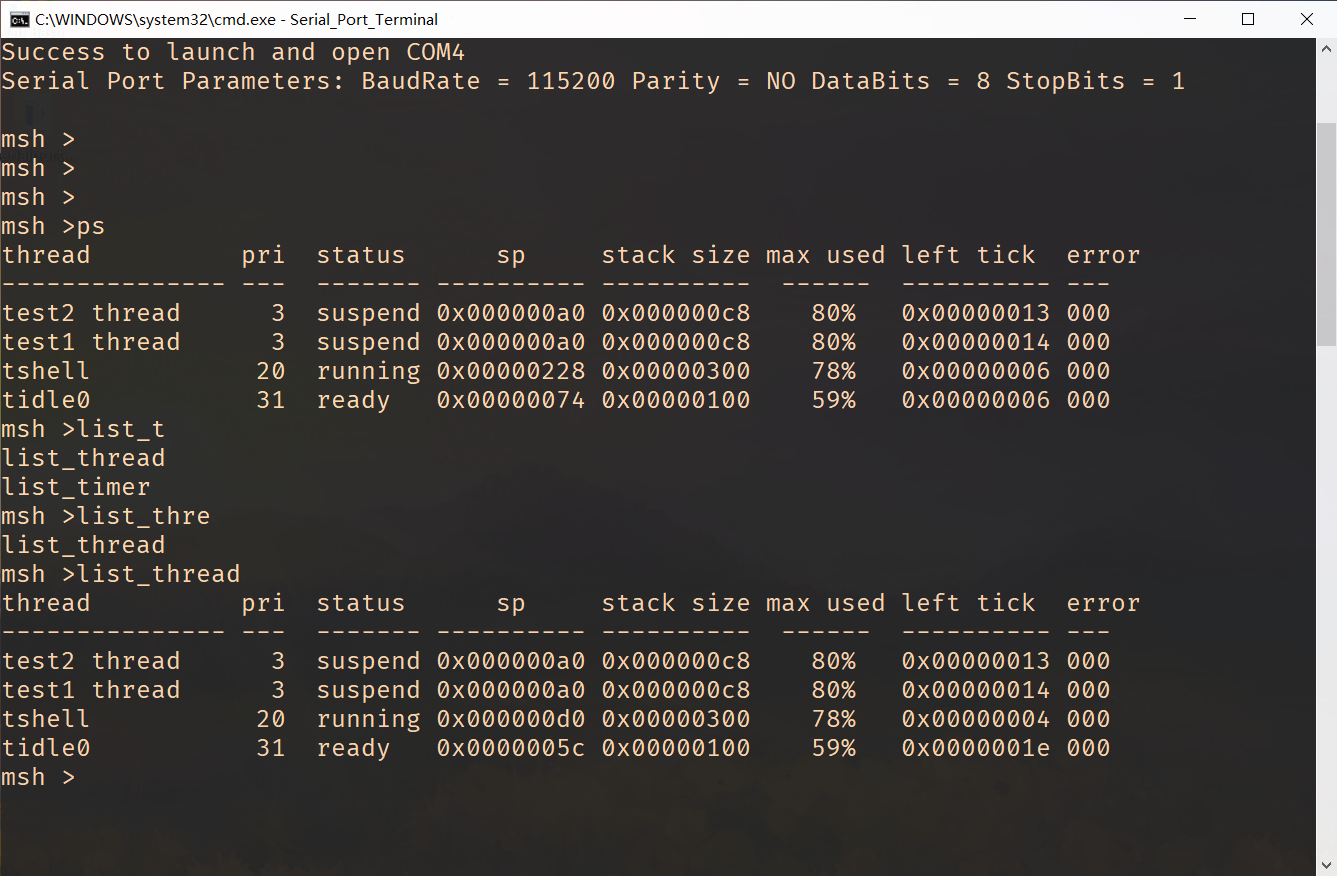 C:\WINDOWS\system32\cmd.exe - Serial_Port_Terminal
Success to launch and open COM4
Serial Port Parameters: BaudRate = 115200 Parity = NO DataBits = 8 StopBits = 1
msh >
msh >
msh >
msh >ps
thread          pri  status      sp     stack size max used left tick  error
--------------- ---  ------- ---------- ----------  ------  ---------- ---
test2 thread      3  suspend 0x000000a0 0x000000c8    80%   0x00000013 000
test1 thread      3  suspend 0x000000a0 0x000000c8    80%   0x00000014 000
tshell           20  running 0x00000228 0x00000300    78%   0x00000006 000
tidle0           31  ready   0x00000074 0x00000100    59%   0x00000006 000
msh >list_t
list_thread
list_timer
msh >list_thre
list_thread
msh >list_thread
thread          pri  status      sp     stack size max used left tick  error
--------------- ---  ------- ---------- ----------  ------  ---------- ---
test2 thread      3  suspend 0x000000a0 0x000000c8    80%   0x00000013 000
test1 thread      3  suspend 0x000000a0 0x000000c8    80%   0x00000014 000
tshell           20  running 0x000000d0 0x00000300    78%   0x00000004 000
tidle0           31  ready   0x0000005c 0x00000100    59%   0x0000001e 000
msh >